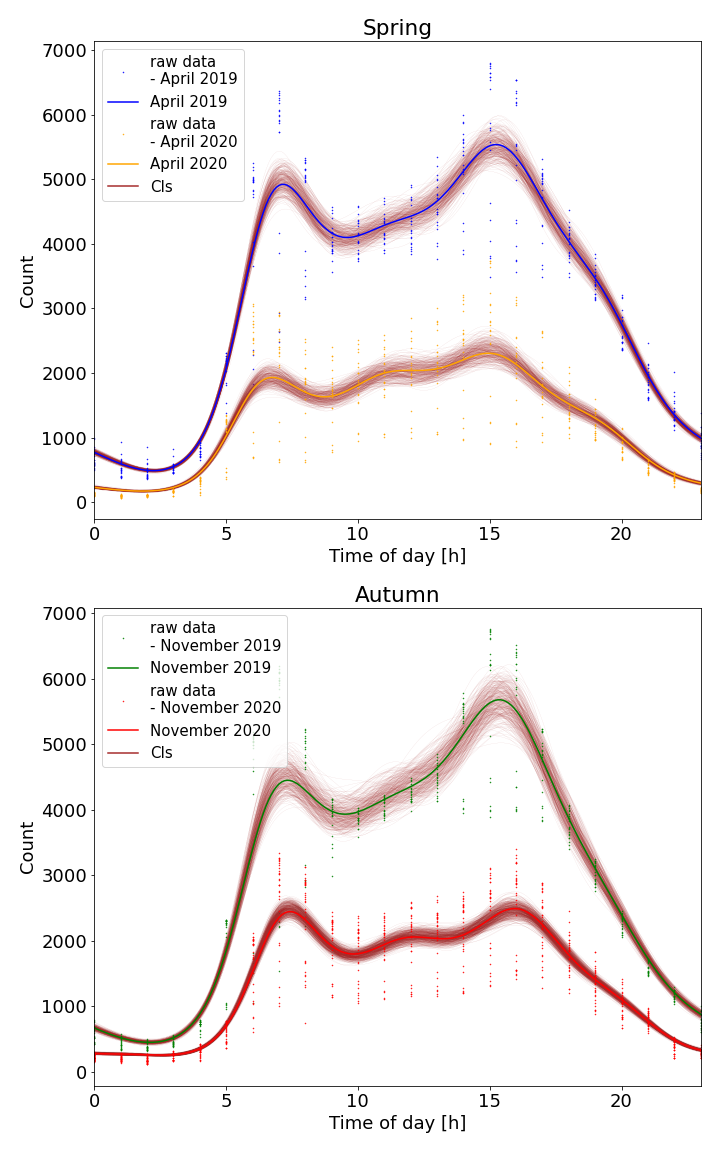 Spring
7000
6000
5000
4000
3000
2000
1000
0
Count
raw data
- April 2019
April 2019
raw data
- April 2020
April 2020
CIs
0
5
10
15
20
Time of day [h]
Autumn
7000
6000
5000
4000
3000
2000
1000
0
Count
raw data
- November 2019
November 2019
raw data
- November 2020
November 2020
CIs
0
5
10
15
20
Time of day [h]